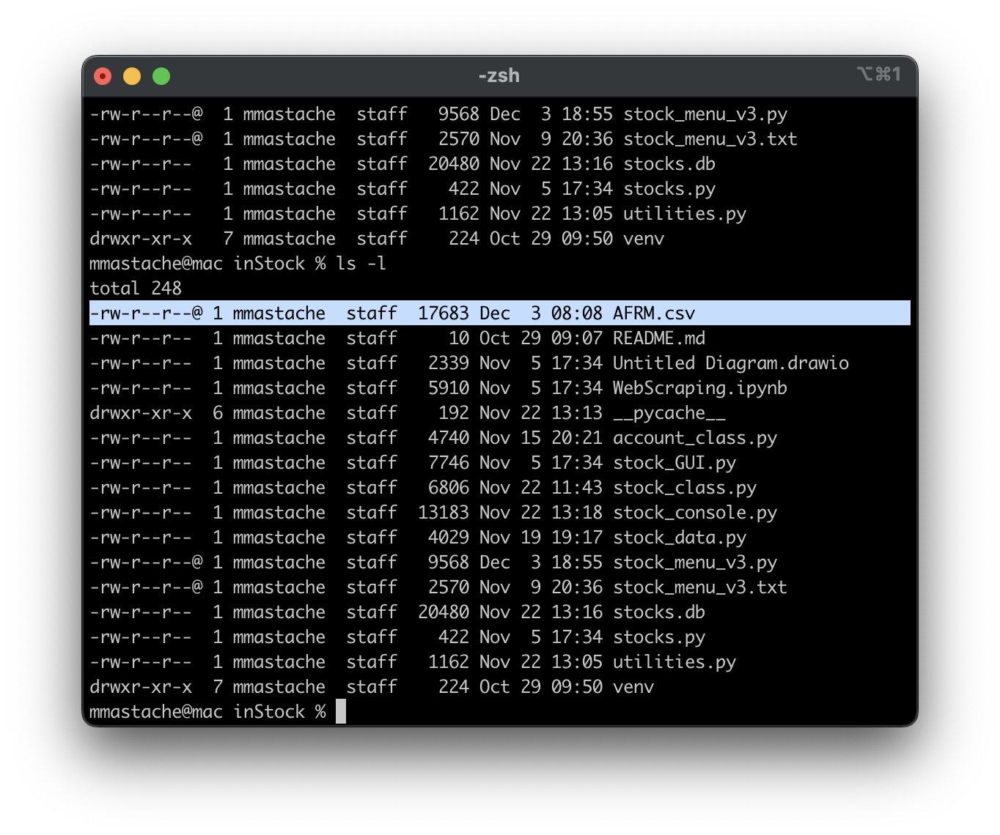 -zsh ⌥⌘1
-rw-r--r--@  1 mmastache  staff   9568 Dec  3 18:55 stock_menu_v3.py
-rw-r--r--@  1 mmastache  staff   2570 Nov  9 20:36 stock_menu_v3.txt
-rw-r--r--   1 mmastache  staff  20480 Nov 22 13:16 stocks.db
-rw-r--r--   1 mmastache  staff    422 Nov  5 17:34 stocks.py
-rw-r--r--   1 mmastache  staff   1162 Nov 22 13:05 utilities.py
drwxr-xr-x   7 mmastache  staff    224 Oct 29 09:50 venv
mmastache@mac inStock % ls -l
total 248
-rw-r--r--@ 1 mmastache  staff  17683 Dec  3 08:08 AFRM.csv
-rw-r--r--  1 mmastache  staff     10 Oct 29 09:07 README.md
-rw-r--r--  1 mmastache  staff   2339 Nov  5 17:34 Untitled Diagram.drawio
-rw-r--r--  1 mmastache  staff   5910 Nov  5 17:34 WebScraping.ipynb
drwxr-xr-x  6 mmastache  staff    192 Nov 22 13:13 __pycache__
-rw-r--r--  1 mmastache  staff   4740 Nov 15 20:21 account_class.py
-rw-r--r--  1 mmastache  staff   7746 Nov  5 17:34 stock_GUI.py
-rw-r--r--  1 mmastache  staff   6806 Nov 22 11:43 stock_class.py
-rw-r--r--  1 mmastache  staff  13183 Nov 22 13:18 stock_console.py
-rw-r--r--  1 mmastache  staff   4029 Nov 19 19:17 stock_data.py
-rw-r--r--@ 1 mmastache  staff   9568 Dec  3 18:55 stock_menu_v3.py
-rw-r--r--@ 1 mmastache  staff   2570 Nov  9 20:36 stock_menu_v3.txt
-rw-r--r--  1 mmastache  staff  20480 Nov 22 13:16 stocks.db
-rw-r--r--  1 mmastache  staff    422 Nov  5 17:34 stocks.py
-rw-r--r--  1 mmastache  staff   1162 Nov 22 13:05 utilities.py
drwxr-xr-x  7 mmastache  staff    224 Oct 29 09:50 venv
mmastache@mac inStock %